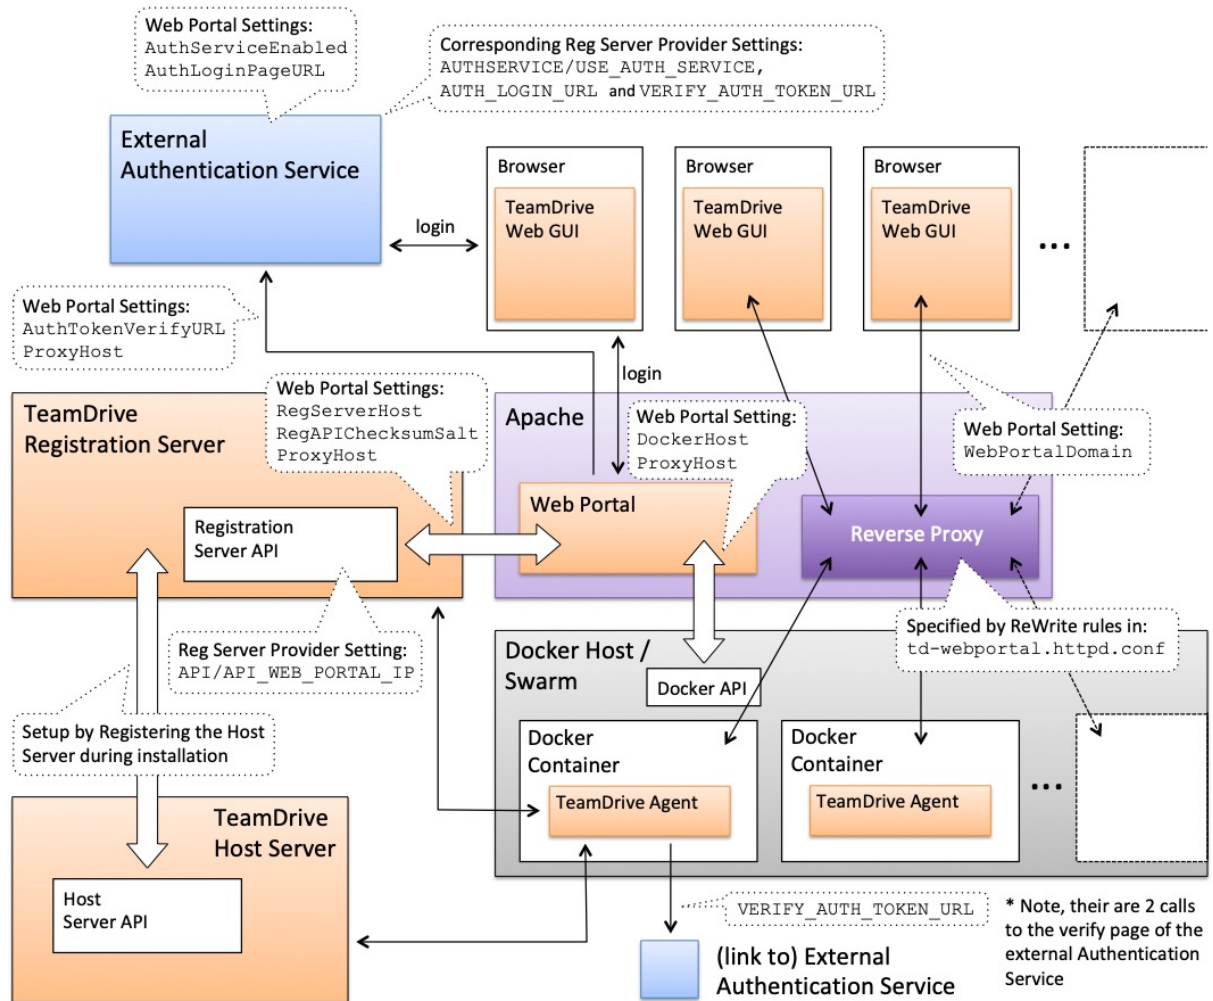 Web Portal Settings:
AuthServiceEnabled
AuthLoginPageURL
Corresponding Reg Server Provider Settings:
AUTHSERVICE/USE_AUTH_SERVICE,
AUTH_LOGIN_URL and VERIFY_AUTH_TOKEN_URL
External
Authentication Service
login
Browser
TeamDrive
Web GUI
Browser
TeamDrive
Web GUI
Browser
TeamDrive
Web GUI
...
Web Portal Settings:
AuthTokenVerifyURL
ProxyHost
login
TeamDrive
Registration Server
Web Portal Settings:
RegServerHost
RegAPIChecksumSalt
ProxyHost
Apache
Web Portal Setting:
DockerHost
ProxyHost
Web Portal Setting:
WebPortalDomain
Registration
Server API
Web Portal
Reverse Proxy
Reg Server Provider Setting:
API/API_WEB_PORTAL_IP
Specified by ReWrite rules in:
td-webportal.httpd.conf
Docker Host /
Swarm
Docker API
Setup by Registering the Host
Server during installation
Docker
Container
TeamDrive Agent
Docker
Container
TeamDrive Agent
...
TeamDrive
Host Server
Host
Server API
VERIFY_AUTH_TOKEN_URL
(link to) External
Authentication Service
* Note, their are 2 calls
to the verify page of the
external Authentication
Service